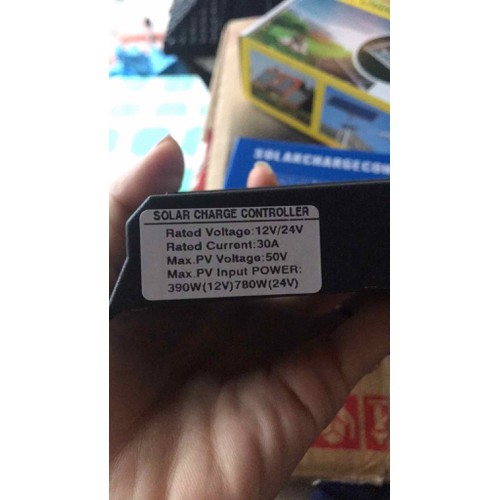 SOLARCHARGECON
SOLAR CHARGE CONTROLLER
Rated Voltage:12V/24V
Rated Current:30A
Max.PV Voltage:50V
Max.PV Input POWER:
390W(12V)780W(24V)